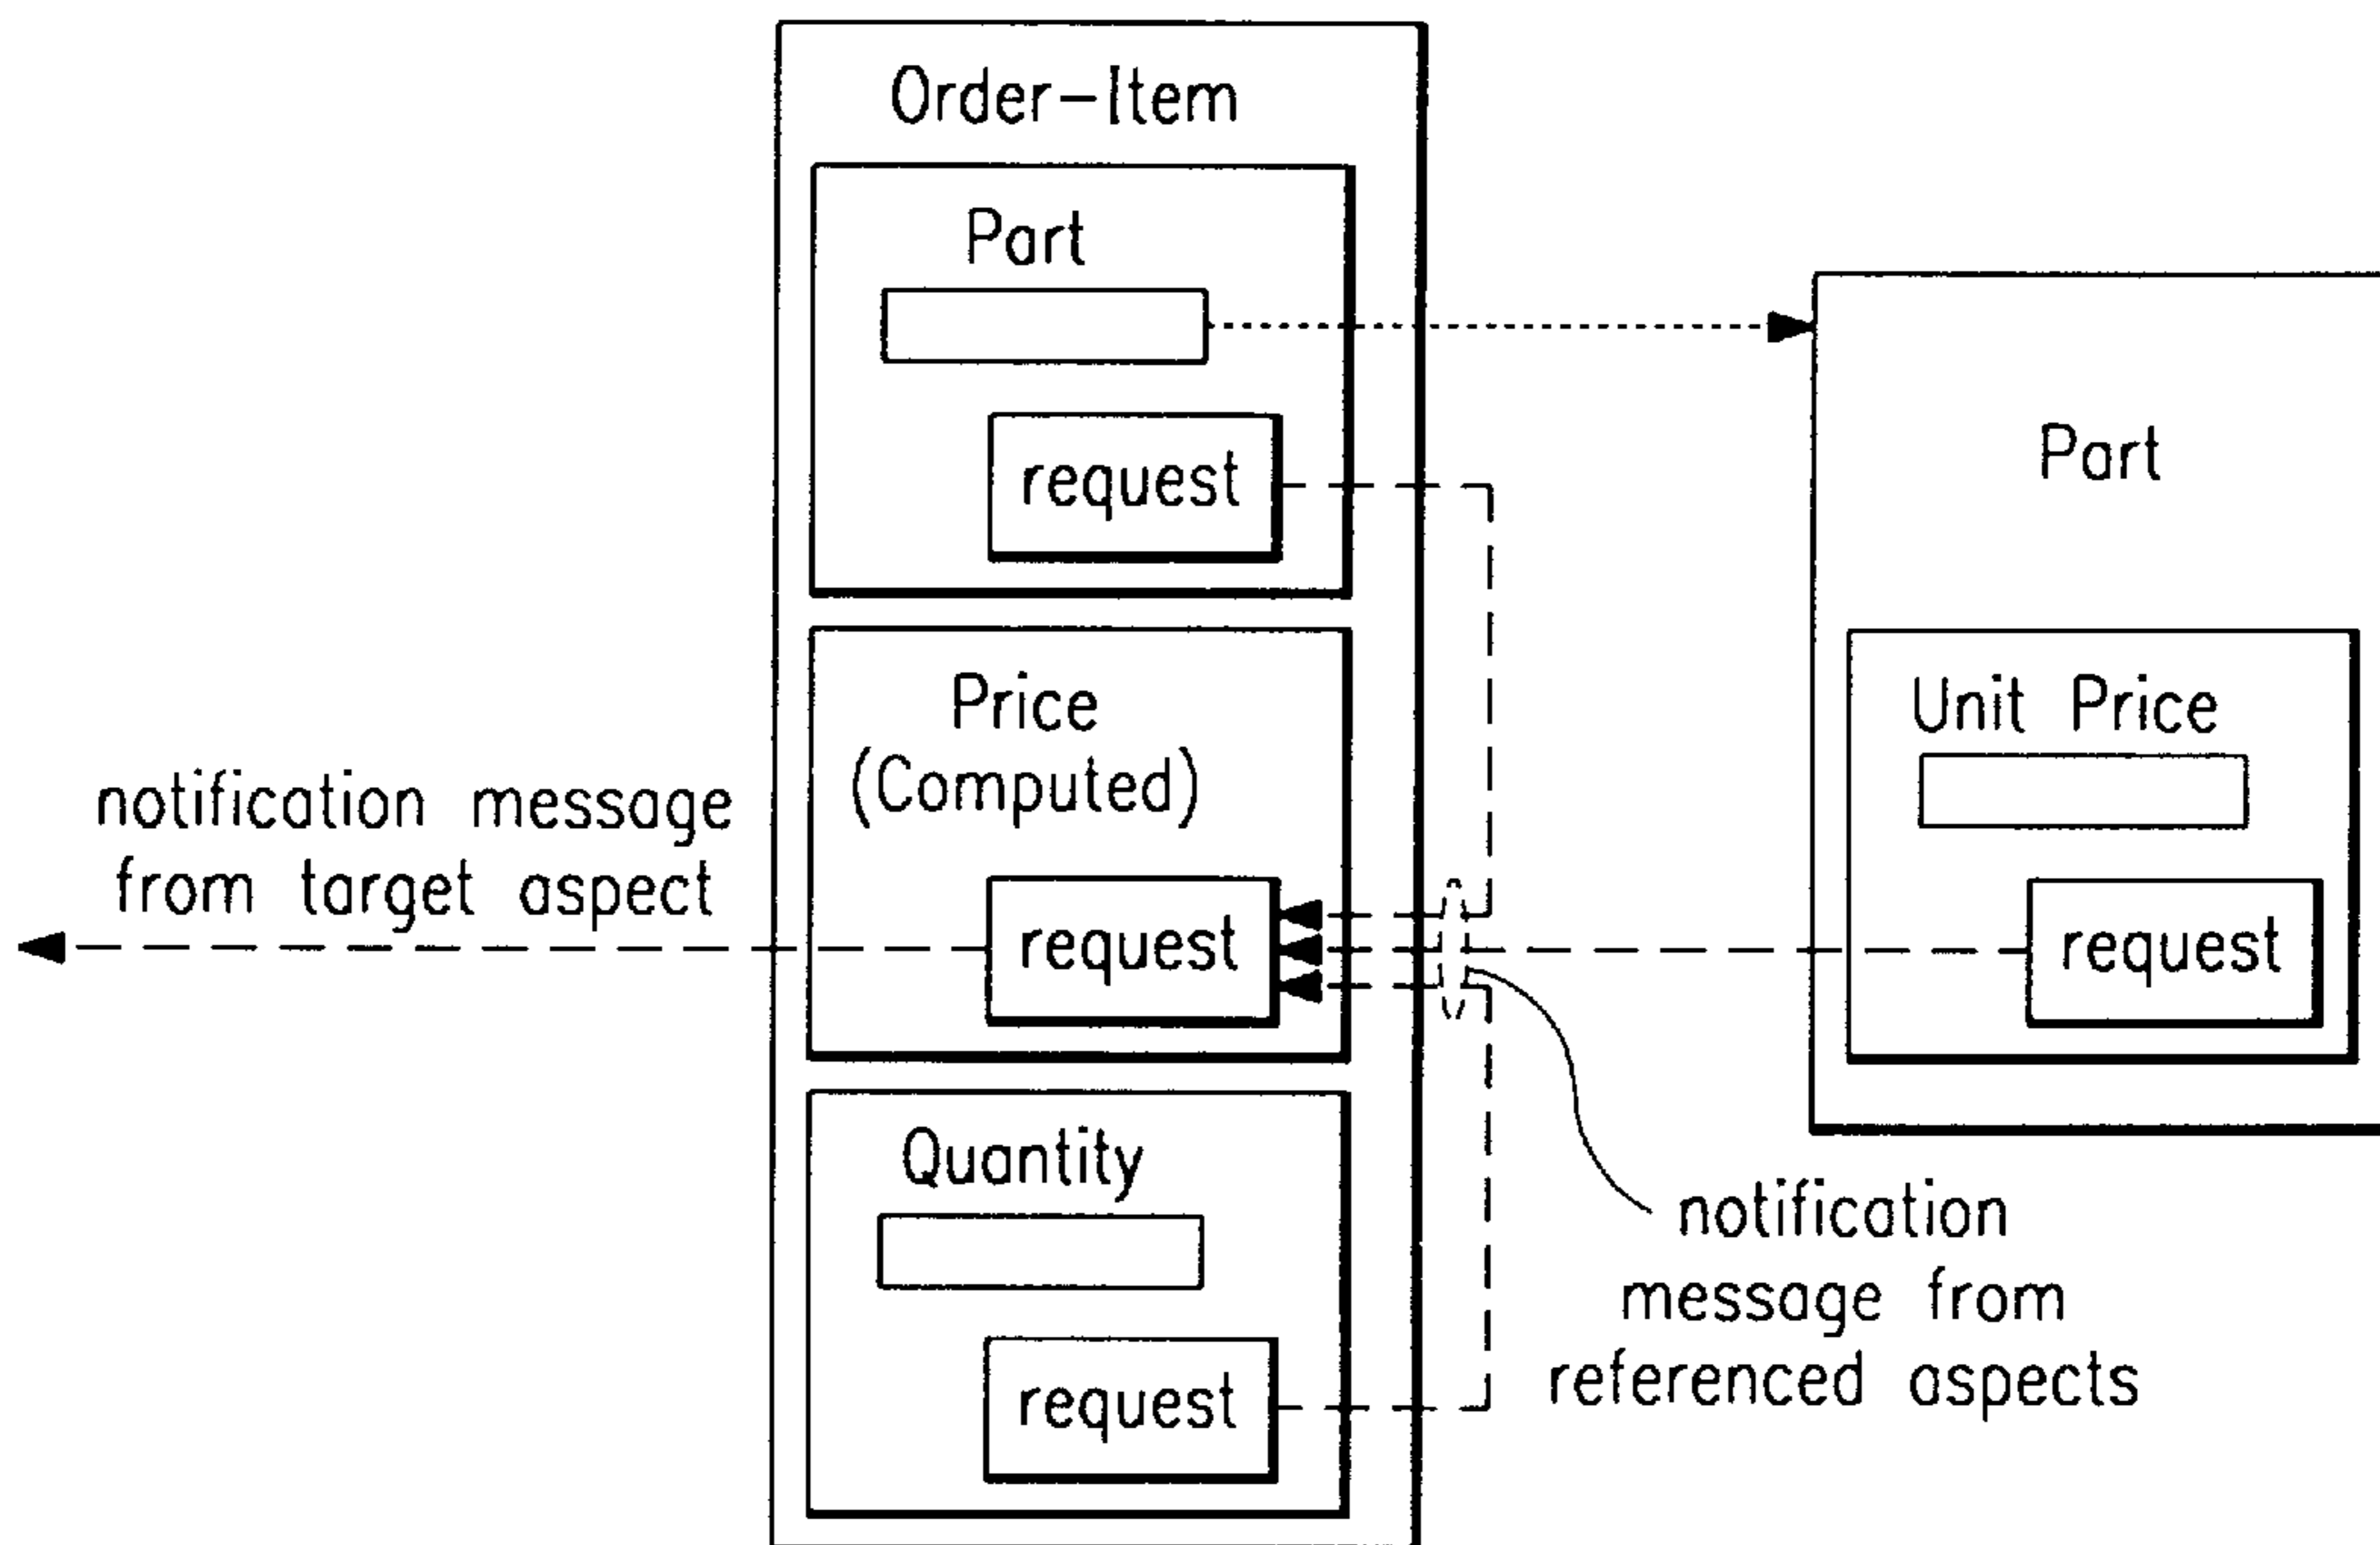 Order-Item
Part
request
Price
(Computed)
request
Quantity
request
notification message
from target aspect
Part
Unit Price
request
notification
message from
referenced aspects